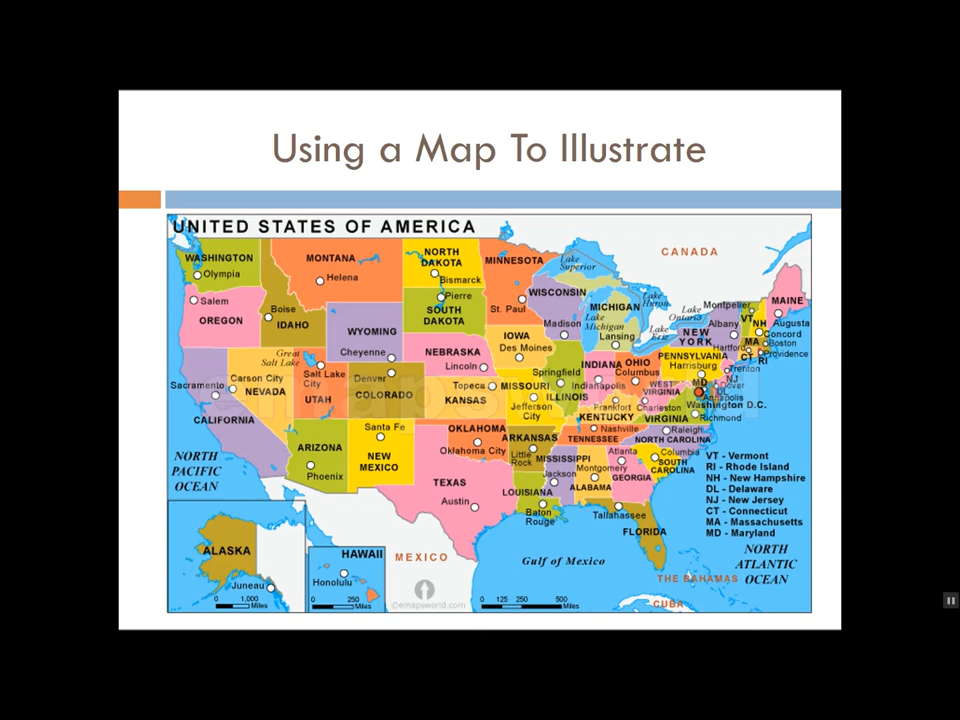 Using a Map To Illustrate
UNITED STATES OF AMERICA
CANADA
WASHINGTON
Olympia
MONTANA
Helena
NORTH
DAKOTA
Bismarck
MINNESOTA
St. Paul
Lake
Superior
WISCONSIN
Madison
MICHIGAN
Lansing
Lake
Michigan
Lake
Huron
Lake
Ontario
Lake
Erie
Montpelier
MAINE
Augusta
VT
NH
Concord
Albany
NEW
YORK
MA
Boston
Hartford
CT
RI
Providence
Salem
OREGON
Boise
IDAHO
WYOMING
Cheyenne
Pierre
SOUTH
DAKOTA
IOWA
Des Moines
NEBRASKA
Lincoln
Great
Salt Lake
Salt Lake
City
UTAH
Carson City
NEVADA
Sacramento
CALIFORNIA
Denver
COLORADO
Topeka
KANSAS
MISSOURI
Jefferson
City
Springfield
ILLINOIS
INDIANA
Indianapolis
OHIO
Columbus
PENNSYLVANIA
Harrisburg
Trenton
NJ
MD
Dover
DL
Annapolis
Washington D.C.
WEST
VIRGINIA
Charleston
VIRGINIA
Richmond
Frankfort
KENTUCKY
Nashville
TENNESSEE
Raleigh
NORTH CAROLINA
Columbia
SOUTH
CAROLINA
Atlanta
GEORGIA
Montgomery
ALABAMA
MISSISSIPPI
Jackson
ARKANSAS
Little
Rock
OKLAHOMA
Oklahoma City
Santa Fe
NEW
MEXICO
ARIZONA
Phoenix
TEXAS
Austin
LOUISIANA
Baton
Rouge
Tallahassee
FLORIDA
NORTH
PACIFIC
OCEAN
VT - Vermont
RI - Rhode Island
NH - New Hampshire
DL - Delaware
NJ - New Jersey
CT - Connecticut
MA - Massachusetts
MD - Maryland
NORTH
ATLANTIC
OCEAN
ALASKA
Juneau
0 1,000
Miles
HAWAII
Honolulu
0 250
Miles
MEXICO
Gulf of Mexico
THE BAHAMAS
CUBA
©emapsworld.com
0 125 250 500
Miles